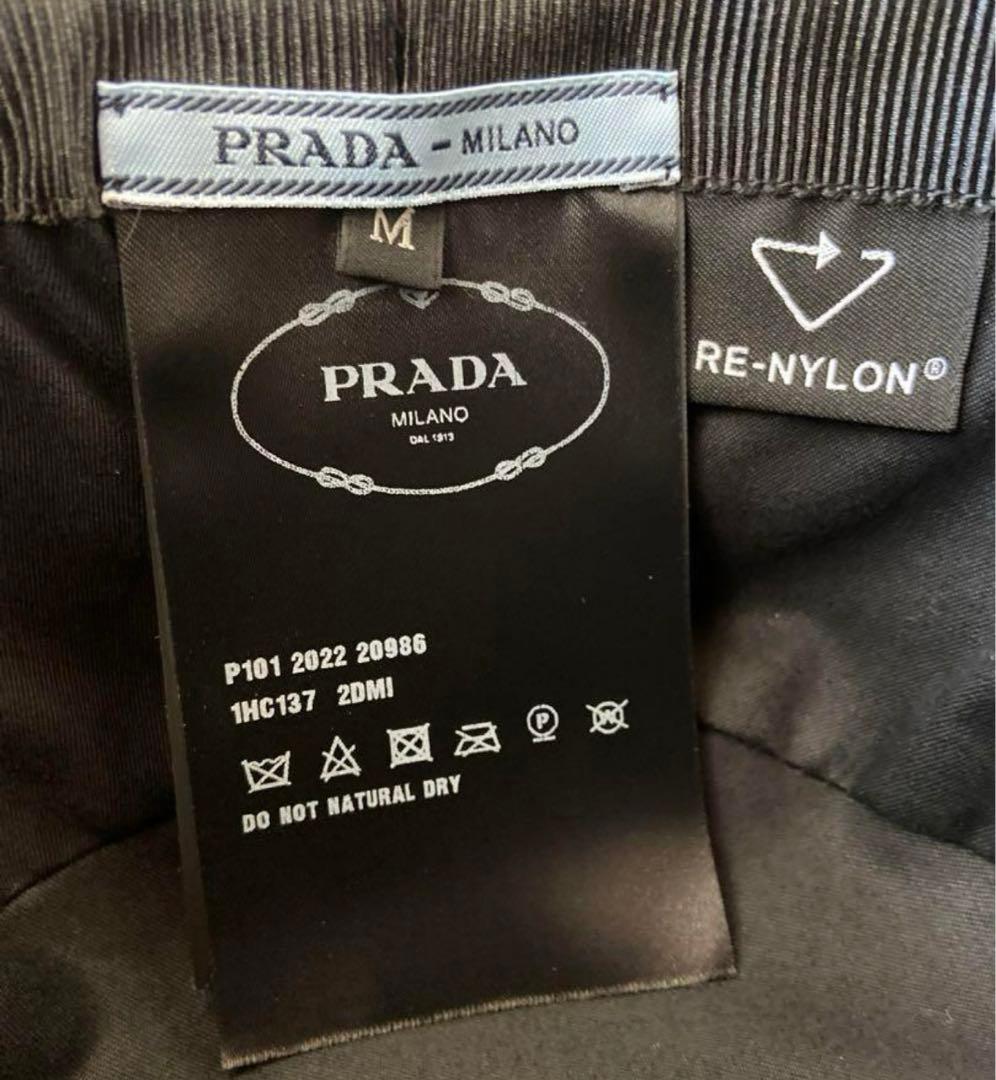 PRADA - MILANO
M
RE-NYLON®
PRADA
MILANO
DAL 1913
P101 2022 20986
1HC137 2DMI
P W
DO NOT NATURAL DRY